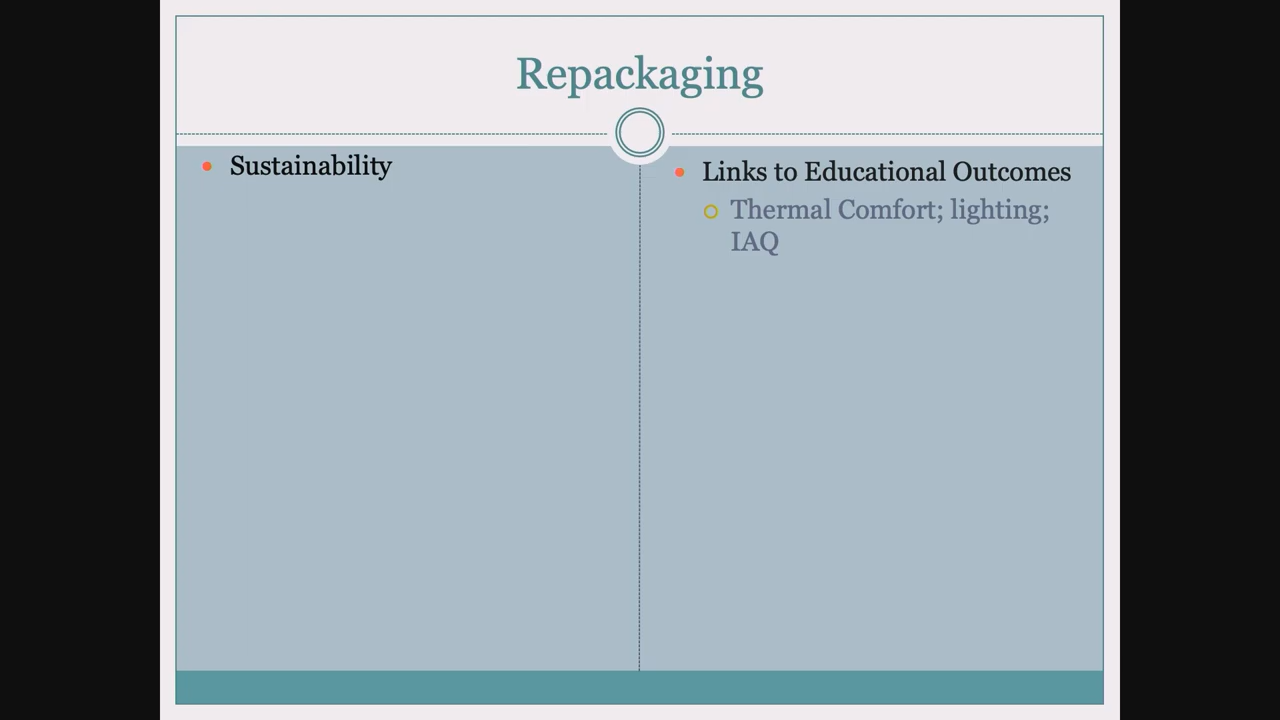 Repackaging
Sustainability
Links to Educational Outcomes
Thermal Comfort; lighting;
IAQ